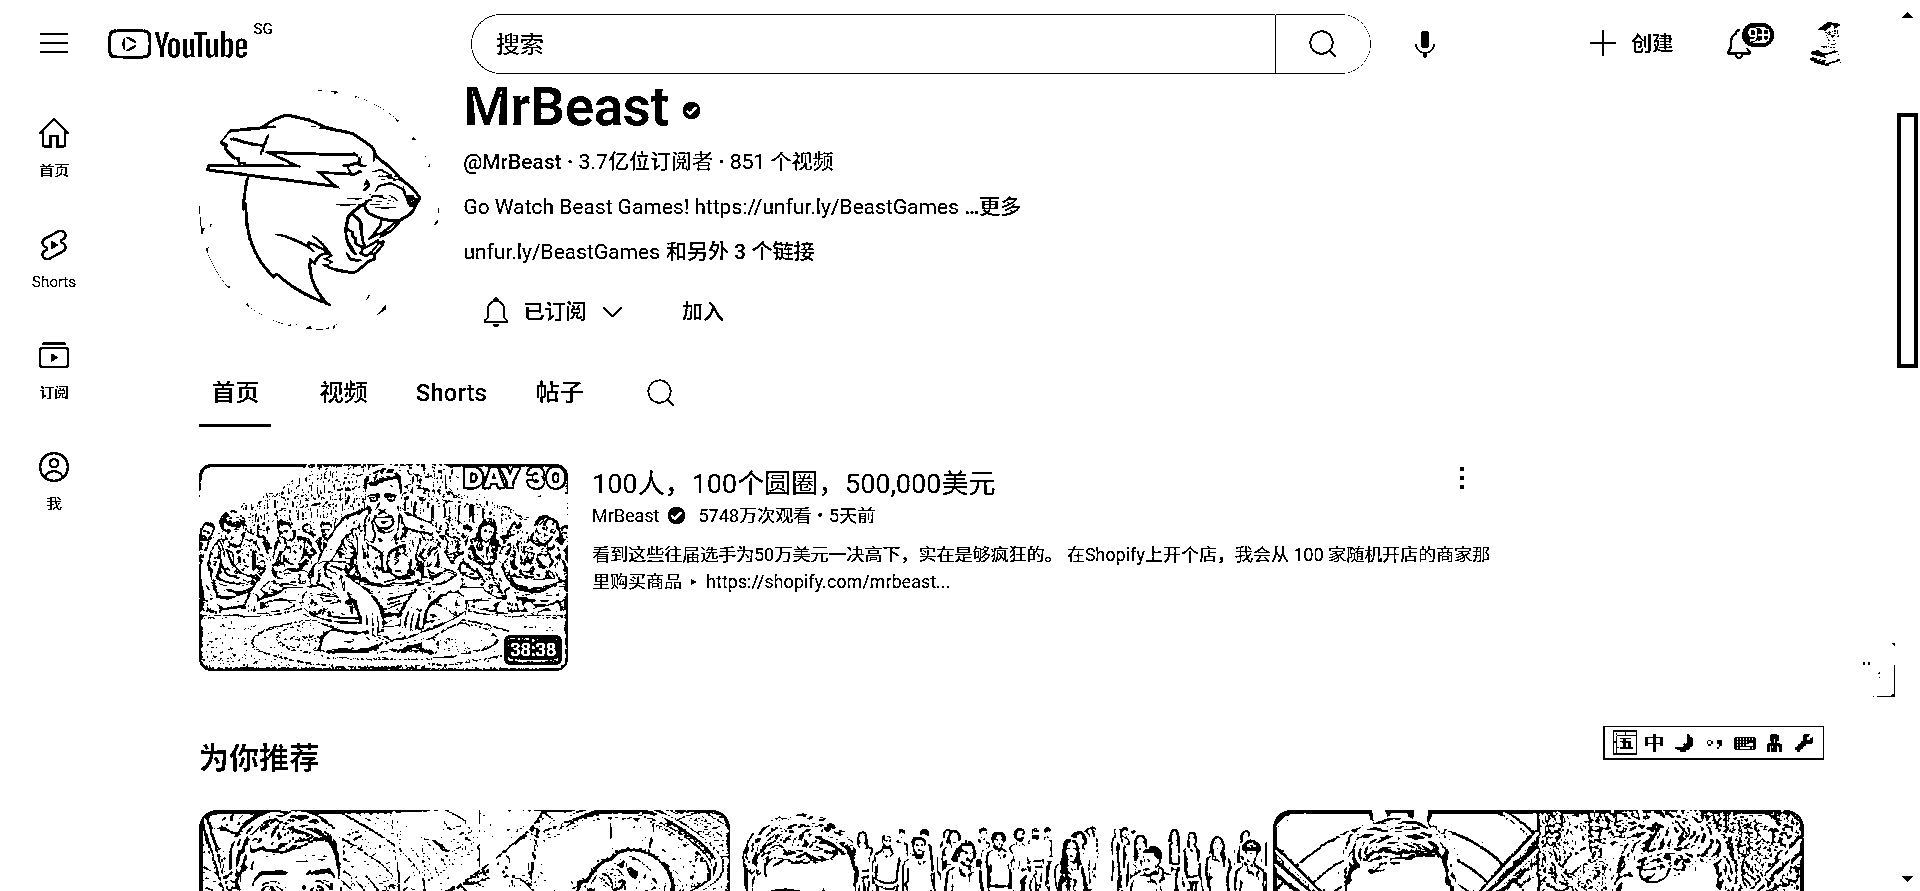 YouTube SG
搜索
创建
9+
首页
Shorts
订阅
我
MrBeast
@MrBeast · 3.7亿位订阅者 · 851 个视频
Go Watch Beast Games! https://unfur.ly/BeastGames ...更多
unfur.ly/BeastGames 和另外 3 个链接
已订阅
加入
首页 视频 Shorts 帖子
DAY 30
38:38
100人，100个圆圈，500,000美元
MrBeast 5748万次观看 · 5天前
看到这些往届选手为50万美元一决高下，实在是够疯狂的。 在Shopify上开个店，我会从 100 家随机开店的商家那
里购买商品 ‣ https://shopify.com/mrbeast...
为你推荐
五 中